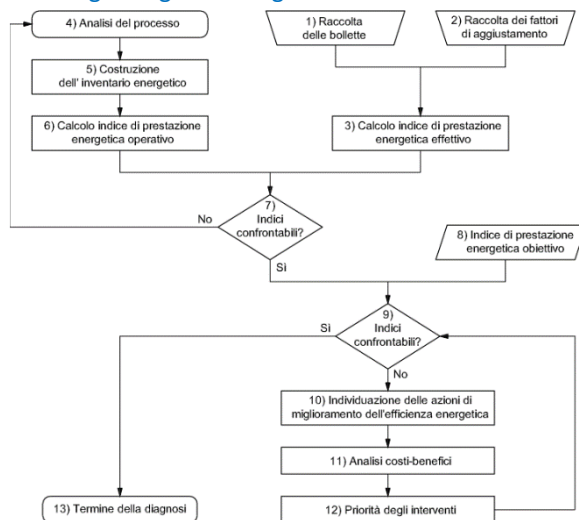 4) Analisi del processo
1) Raccolta
delle bollette
2) Raccolta dei fattori
di aggiustamento
5) Costruzione
dell' inventario energetico
6) Calcolo indice di prestazione
energetica operativo
3) Calcolo indice di prestazione
energetica effettivo
7)
Indici
confrontabili?
No
Sì
8) Indice di prestazione
energetica obiettivo
9)
Indici
confrontabili?
Sì
No
10) Individuazione delle azioni di
miglioramento dell'efficienza energetica
11) Analisi costi-benefici
12) Priorità degli interventi
13) Termine della diagnosi